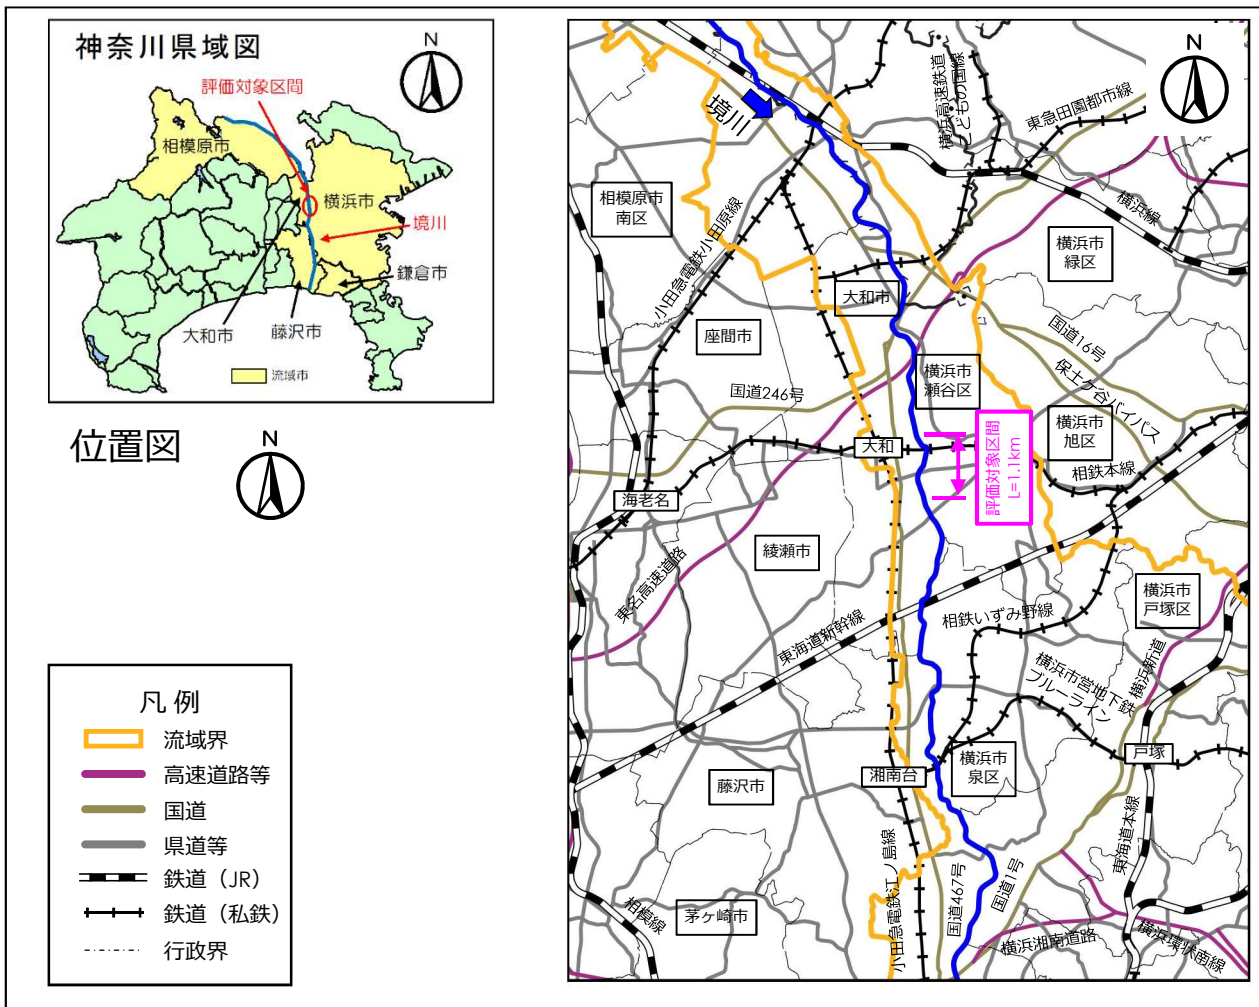 神奈川県域図
N
評価対象区間
相模原市
横浜市
境川
鎌倉市
大和市
藤沢市
流域市
位置図
N
凡 例
流域界
高速道路等
国道
県道等
鉄道（JR）
鉄道（私鉄）
行政界
N
境川
横浜高速鉄道
こどもの国線
東急田園都市線
相模原市
南区
小田急電鉄小田原線
横浜線
横浜市
緑区
大和市
座間市
国道16号
横浜市
瀬谷区
保土ケ谷バイパス
国道246号
横浜市
旭区
大和
評価対象区間
L=1.1km
相鉄本線
海老名
綾瀬市
東名高速道路
横浜市
戸塚区
東海道新幹線
相鉄いずみ野線
横浜市営地下鉄
ブルーライン
横浜新道
戸塚
湘南台
横浜市
泉区
藤沢市
東海道本線
小田急電鉄江ノ島線
国道467号
国道1号
相模線
茅ヶ崎市
横浜湘南道路
横浜環状南線